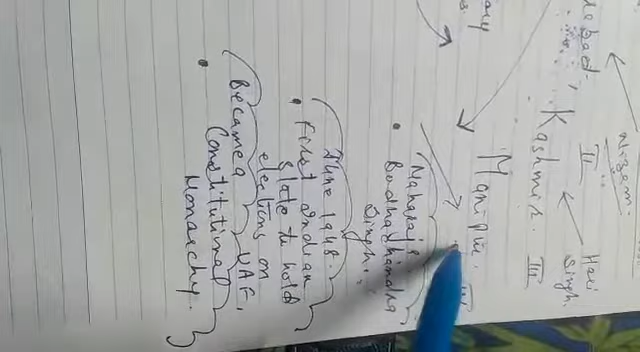 Nizam.
Hari
Singh.
II
Kashmir. III
Manipur.
Maharaja
Bodhachandra
Singh.
June 1948.
First indian
State to hold
elections on
UAF,
Became a
Constitutional
Monarchy.